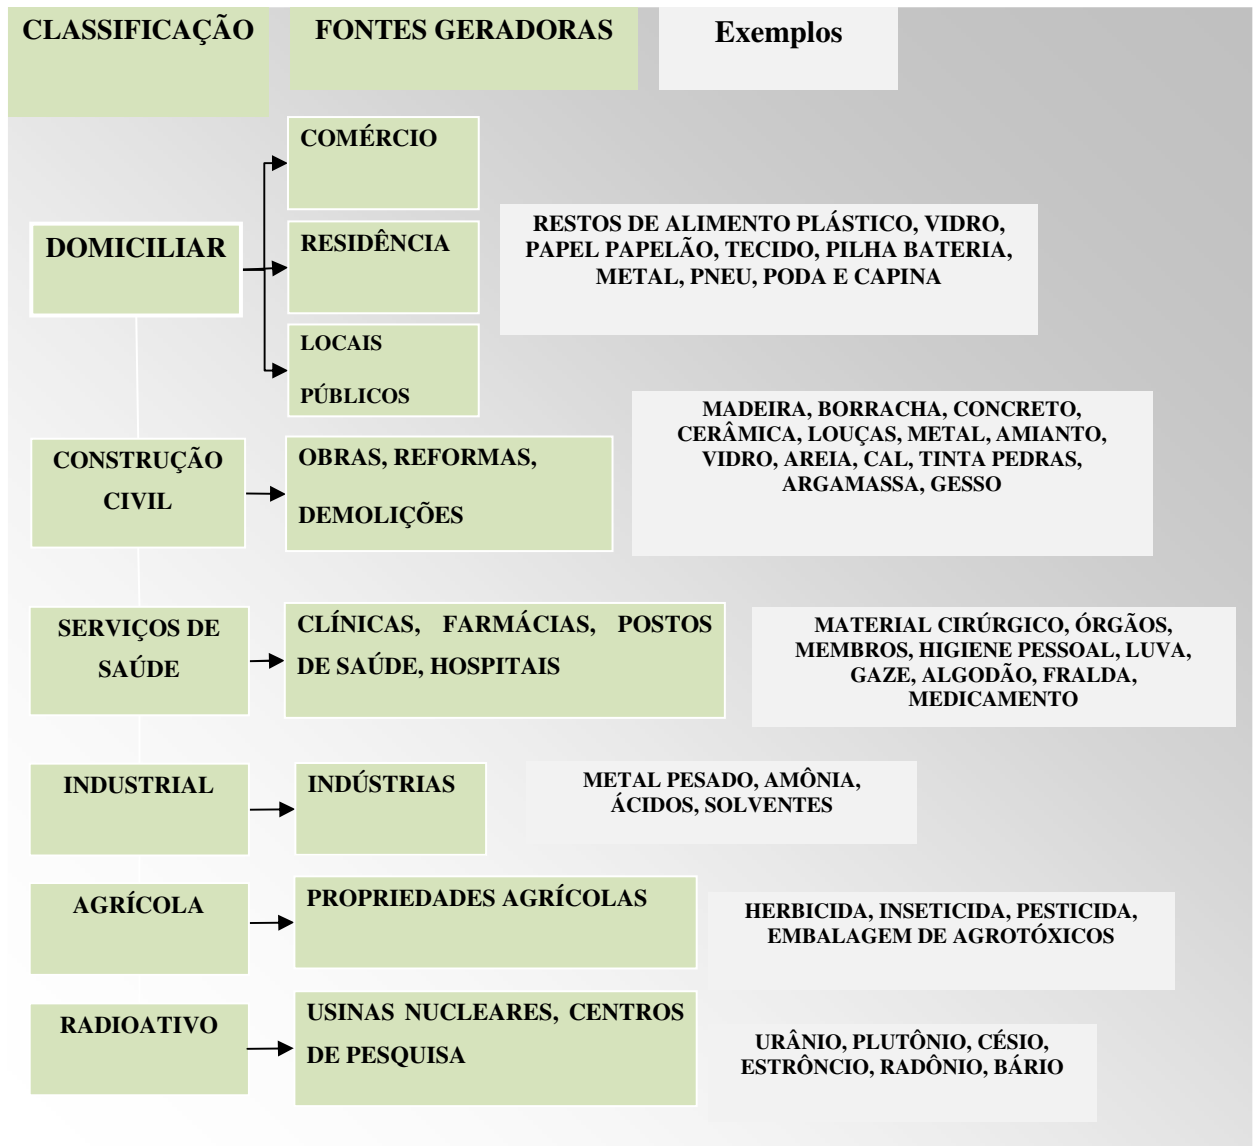 CLASSIFICAÇÃO
FONTES GERADORAS
Exemplos
DOMICILIAR
COMÉRCIO
RESIDÊNCIA
LOCAIS
PÚBLICOS
RESTOS DE ALIMENTO PLÁSTICO, VIDRO,
PAPEL PAPELÃO, TECIDO, PILHA BATERIA,
METAL, PNEU, PODA E CAPINA
CONSTRUÇÃO
CIVIL
OBRAS, REFORMAS,
DEMOLIÇÕES
MADEIRA, BORRACHA, CONCRETO,
CERÂMICA, LOUÇAS, METAL, AMIANTO,
VIDRO, AREIA, CAL, TINTA PEDRAS,
ARGAMASSA, GESSO
SERVIÇOS DE
SAÚDE
CLÍNICAS, FARMÁCIAS, POSTOS
DE SAÚDE, HOSPITAIS
MATERIAL CIRÚRGICO, ÓRGÃOS,
MEMBROS, HIGIENE PESSOAL, LUVA,
GAZE, ALGODÃO, FRALDA,
MEDICAMENTO
INDUSTRIAL
INDÚSTRIAS
METAL PESADO, AMÔNIA,
ÁCIDOS, SOLVENTES
AGRÍCOLA
PROPRIEDADES AGRÍCOLAS
HERBICIDA, INSETICIDA, PESTICIDA,
EMBALAGEM DE AGROTÓXICOS
RADIOATIVO
USINAS NUCLEARES, CENTROS
DE PESQUISA
URÂNIO, PLUTÔNIO, CÉSIO,
ESTRÔNCIO, RADÔNIO, BÁRIO